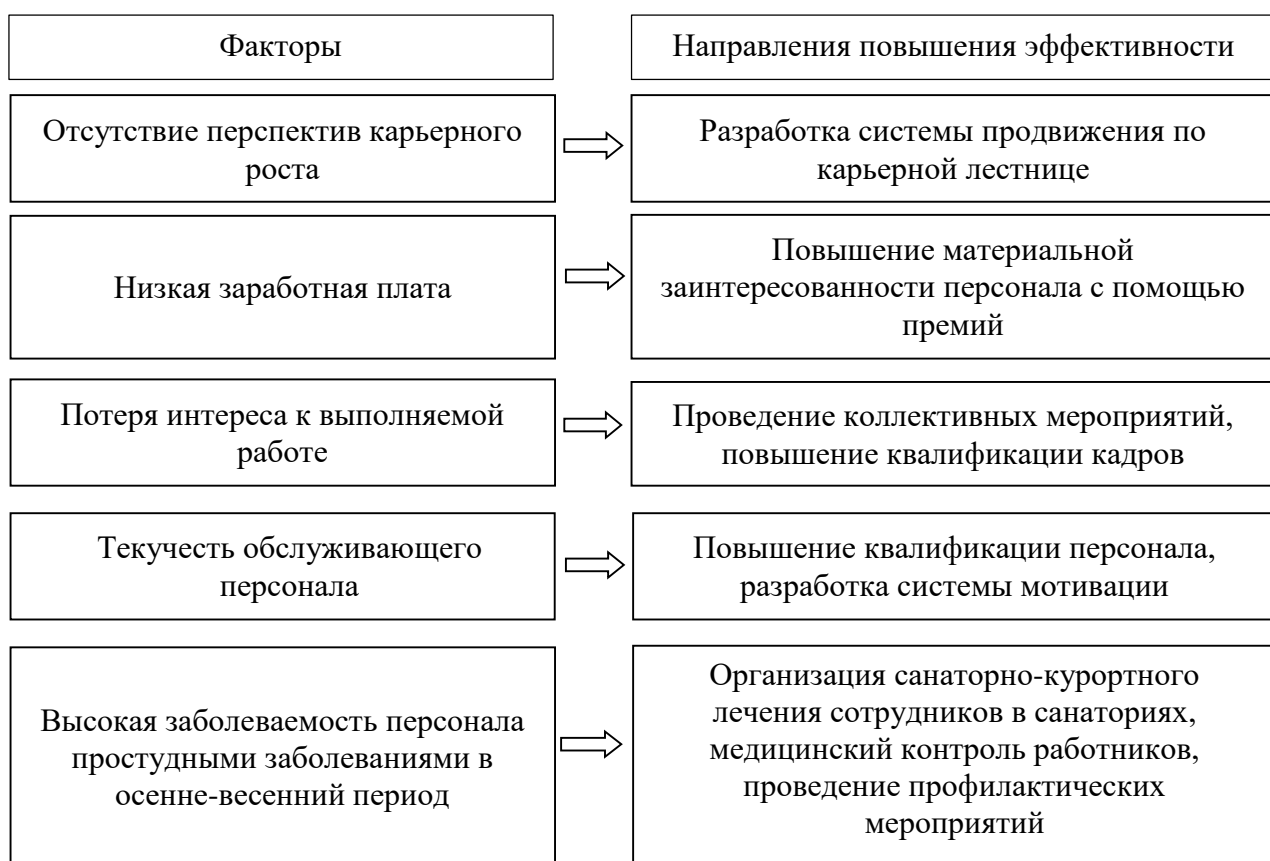 Факторы
Направления повышения эффективности
Отсутствие перспектив карьерного
роста
Разработка системы продвижения по
карьерной лестнице
Низкая заработная плата
Повышение материальной
заинтересованности персонала с помощью
премий
Потеря интереса к выполняемой
работе
Проведение коллективных мероприятий,
повышение квалификации кадров
Текучесть обслуживающего
персонала
Повышение квалификации персонала,
разработка системы мотивации
Высокая заболеваемость персонала
простудными заболеваниями в
осенне-весенний период
Организация санаторно-курортного
лечения сотрудников в санаториях,
медицинский контроль работников,
проведение профилактических
мероприятий